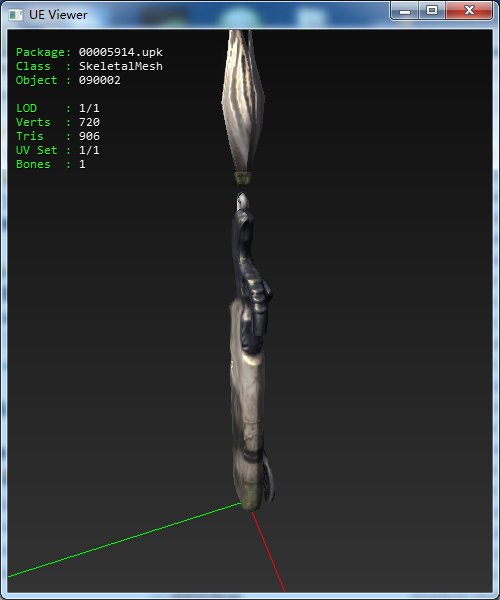 UE Viewer
Package: 00005914.upk
Class : SkeletalMesh
Object : 090002
LOD : 1/1
Verts : 720
Tris : 906
UV Set : 1/1
Bones : 1